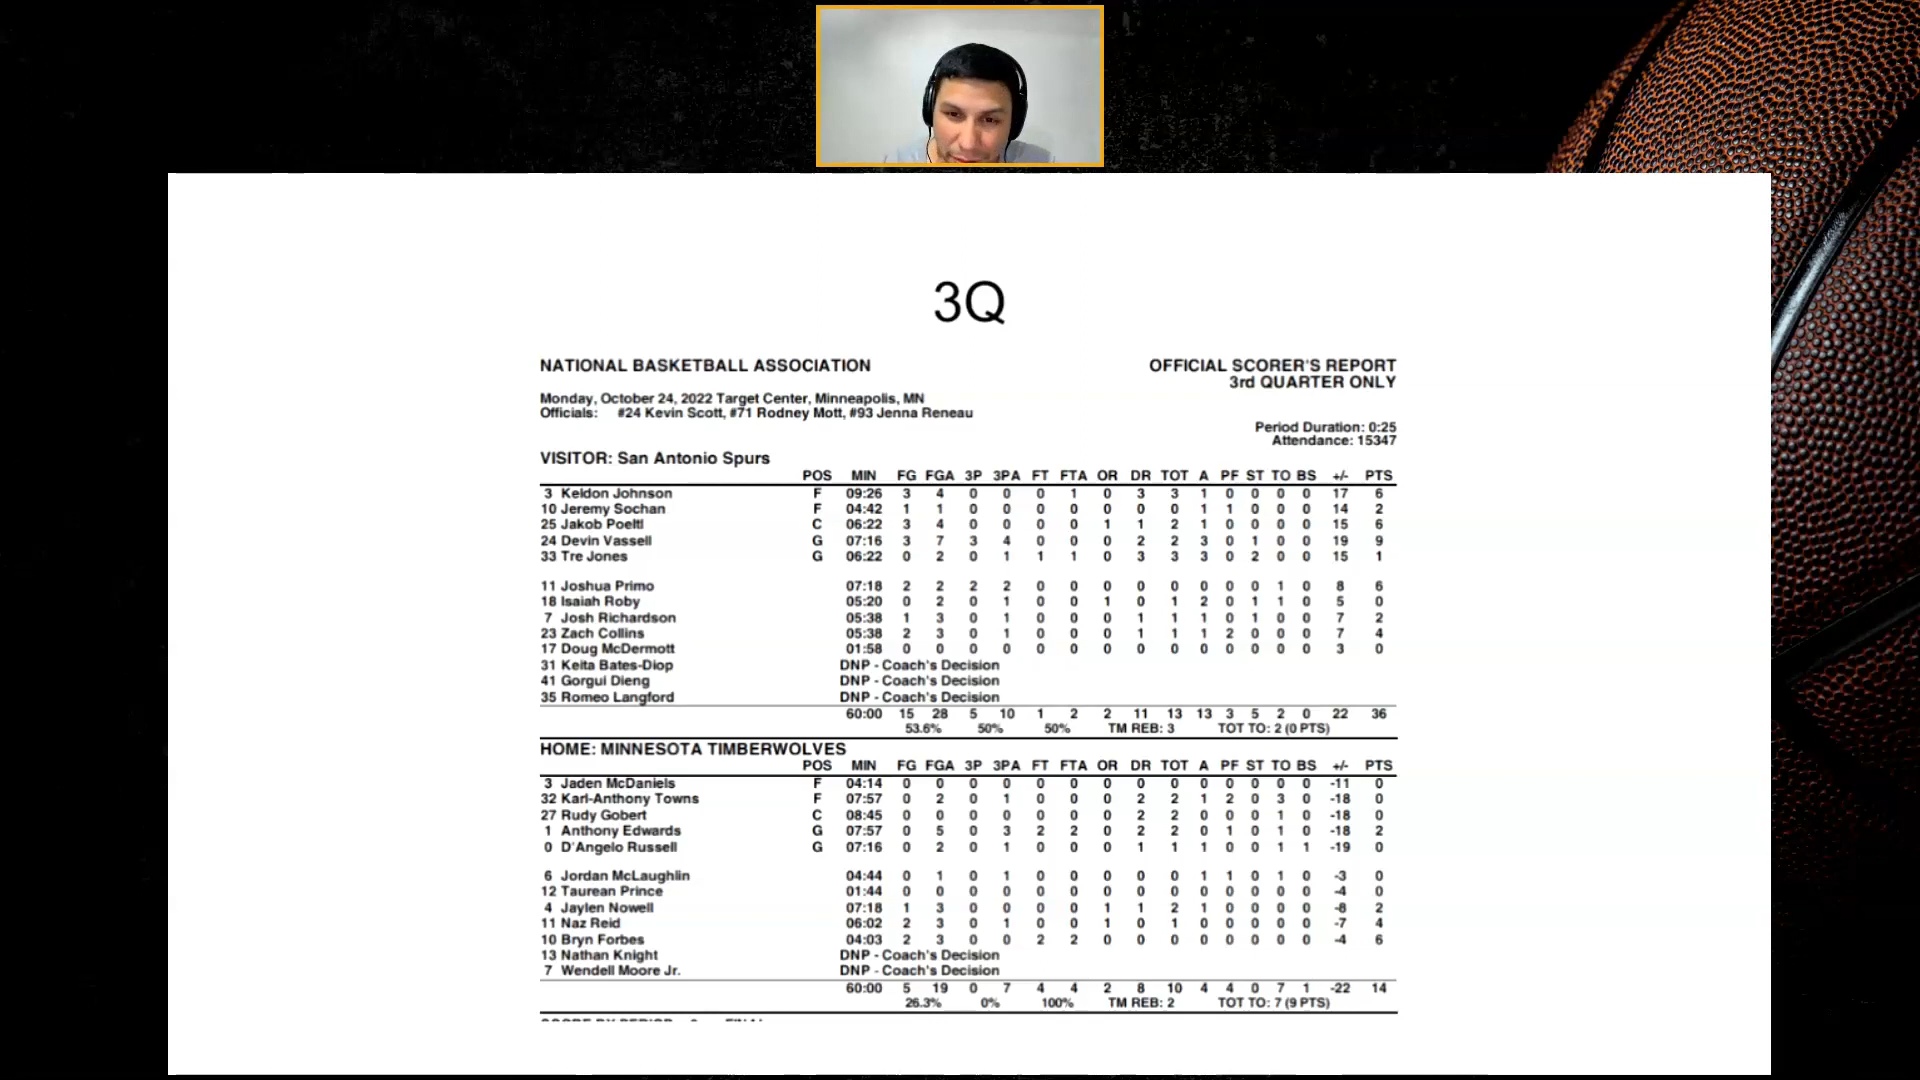 3Q
NATIONAL BASKETBALL ASSOCIATION OFFICIAL SCORER'S REPORT
3rd QUARTER ONLY
Monday, October 24, 2022 Target Center, Minneapolis, MN
Officials: #24 Kevin Scott, #71 Rodney Mott, #93 Jenna Reneau
Period Duration: 0:25
Attendance: 15347
VISITOR: San Antonio Spurs
POS MIN FG FGA 3P 3PA FT FTA OR DR TOT A PF ST TO BS +/- PTS
3 Keldon Johnson F 09:26 3 4 0 0 0 1 0 3 3 1 0 0 0 0 17 6
10 Jeremy Sochan F 04:42 1 1 0 0 0 0 0 0 0 1 1 0 0 0 14 2
25 Jakob Poeltl C 06:22 3 4 0 0 0 0 1 1 2 1 0 0 0 0 15 6
24 Devin Vassell G 07:16 3 7 3 4 0 0 0 2 2 3 0 1 0 0 19 9
33 Tre Jones G 06:22 0 2 0 1 1 1 0 3 3 3 0 2 0 0 15 1
11 Joshua Primo 07:18 2 2 2 2 0 0 0 0 0 0 0 0 1 0 8 6
18 Isaiah Roby 05:20 0 2 0 1 0 0 1 0 1 2 0 1 1 0 5 0
7 Josh Richardson 05:38 1 3 0 1 0 0 0 1 1 1 0 1 0 0 7 2
23 Zach Collins 05:38 2 3 0 1 0 0 0 1 1 1 2 0 0 0 7 4
17 Doug McDermott 01:58 0 0 0 0 0 0 0 0 0 0 0 0 0 0 3 0
31 Keita Bates-Diop DNP - Coach's Decision
41 Gorgui Dieng DNP - Coach's Decision
35 Romeo Langford DNP - Coach's Decision
60:00 15 28 5 10 1 2 2 11 13 13 3 5 2 0 22 36
53.6% 50% 50% TM REB: 3 TOT TO: 2 (0 PTS)
HOME: MINNESOTA TIMBERWOLVES
POS MIN FG FGA 3P 3PA FT FTA OR DR TOT A PF ST TO BS +/- PTS
3 Jaden McDaniels F 04:14 0 0 0 0 0 0 0 0 0 0 0 0 0 0 -11 0
32 Karl-Anthony Towns F 07:57 0 2 0 1 0 0 0 2 2 1 2 0 3 0 -18 0
27 Rudy Gobert C 08:45 0 0 0 0 0 0 0 2 2 0 0 0 1 0 -18 0
1 Anthony Edwards G 07:57 0 5 0 3 2 2 0 2 2 0 1 0 1 0 -18 2
0 D'Angelo Russell G 07:16 0 2 0 1 0 0 0 1 1 1 0 0 1 1 -19 0
6 Jordan McLaughlin 04:44 0 1 0 1 0 0 0 0 0 1 1 0 1 0 -3 0
12 Taurean Prince 01:44 0 0 0 0 0 0 0 0 0 0 0 0 0 0 -4 0
4 Jaylen Nowell 07:18 1 3 0 0 0 0 1 1 2 1 0 0 0 0 -8 2
11 Naz Reid 06:02 2 3 0 1 0 0 1 0 1 0 0 0 0 0 -7 4
10 Bryn Forbes 04:03 2 3 0 0 2 2 0 0 0 0 0 0 0 0 -4 6
13 Nathan Knight DNP - Coach's Decision
7 Wendell Moore Jr. DNP - Coach's Decision
60:00 5 19 0 7 4 4 2 8 10 4 4 0 7 1 -22 14
26.3% 0% 100% TM REB: 2 TOT TO: 7 (9 PTS)